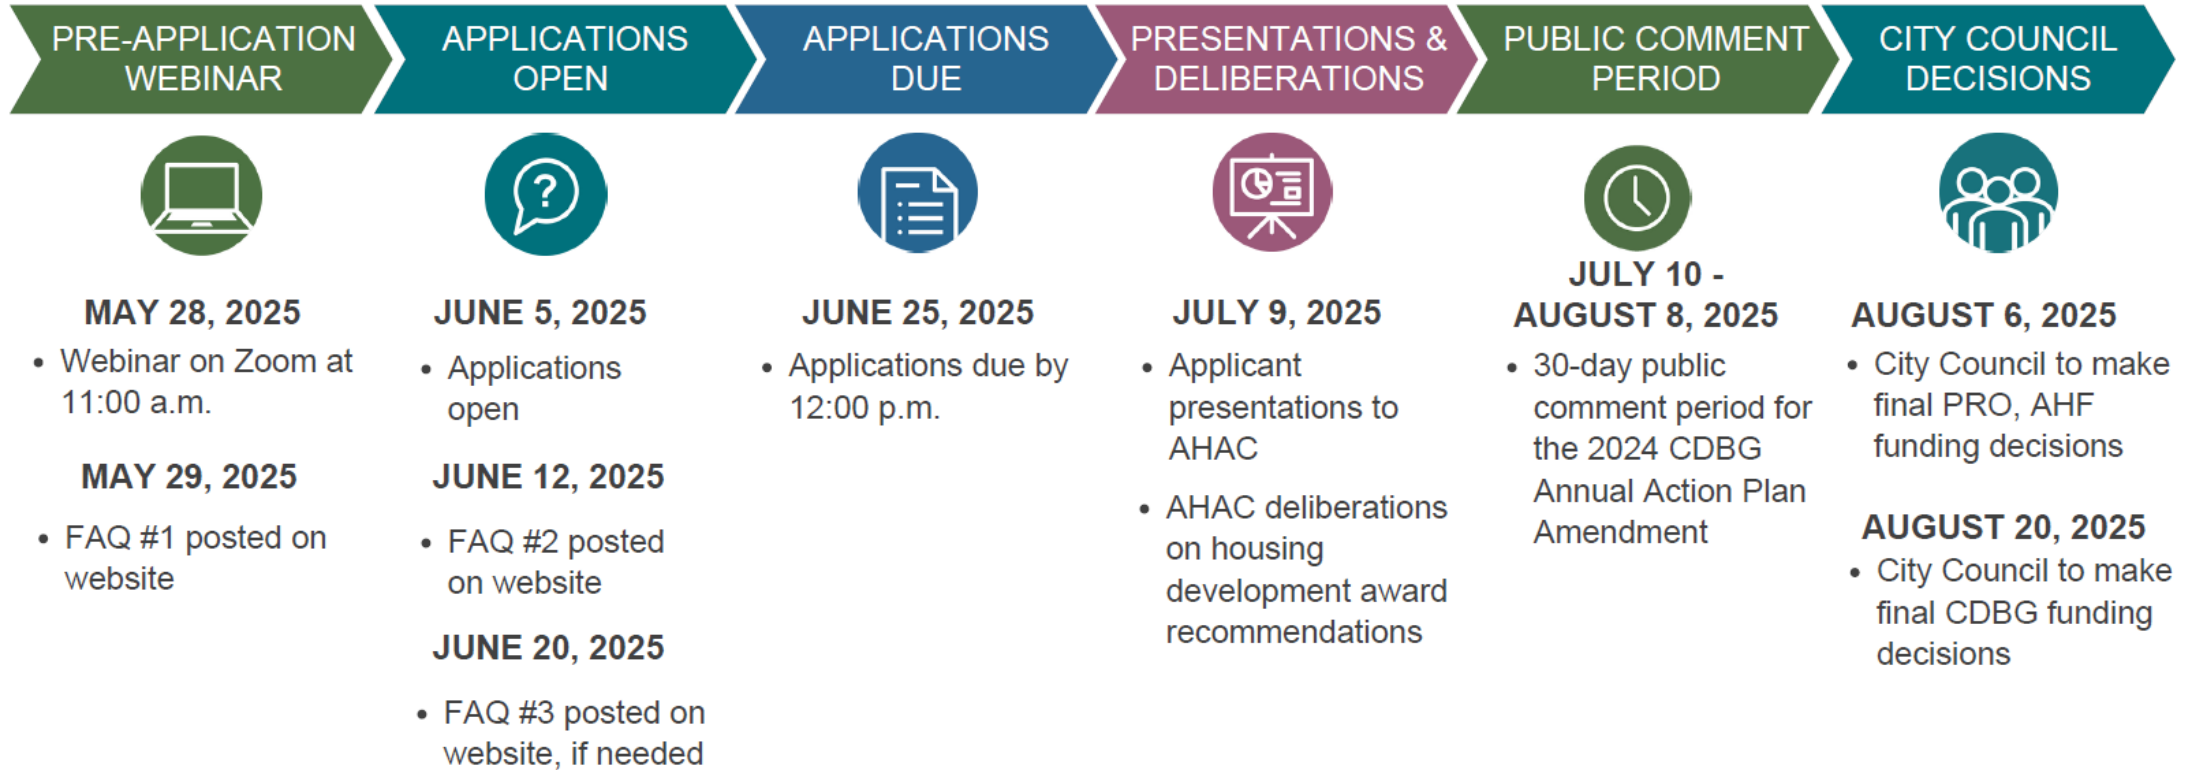 PRE-APPLICATION
WEBINAR
APPLICATIONS
OPEN
APPLICATIONS
DUE
PRESENTATIONS &
DELIBERATIONS
PUBLIC COMMENT
PERIOD
CITY COUNCIL
DECISIONS
?
MAY 28, 2025
• Webinar on Zoom at
11:00 a.m.
MAY 29, 2025
• FAQ #1 posted on
website
JUNE 5, 2025
• Applications
open
JUNE 12, 2025
• FAQ #2 posted
on website
JUNE 20, 2025
• FAQ #3 posted on
website, if needed
JUNE 25, 2025
• Applications due by
12:00 p.m.
JULY 9, 2025
• Applicant
presentations to
AHAC
• AHAC deliberations
on housing
development award
recommendations
JULY 10 -
AUGUST 8, 2025
• 30-day public
comment period for
the 2024 CDBG
Annual Action Plan
Amendment
AUGUST 6, 2025
• City Council to make
final PRO, AHF
funding decisions
AUGUST 20, 2025
• City Council to make
final CDBG funding
decisions